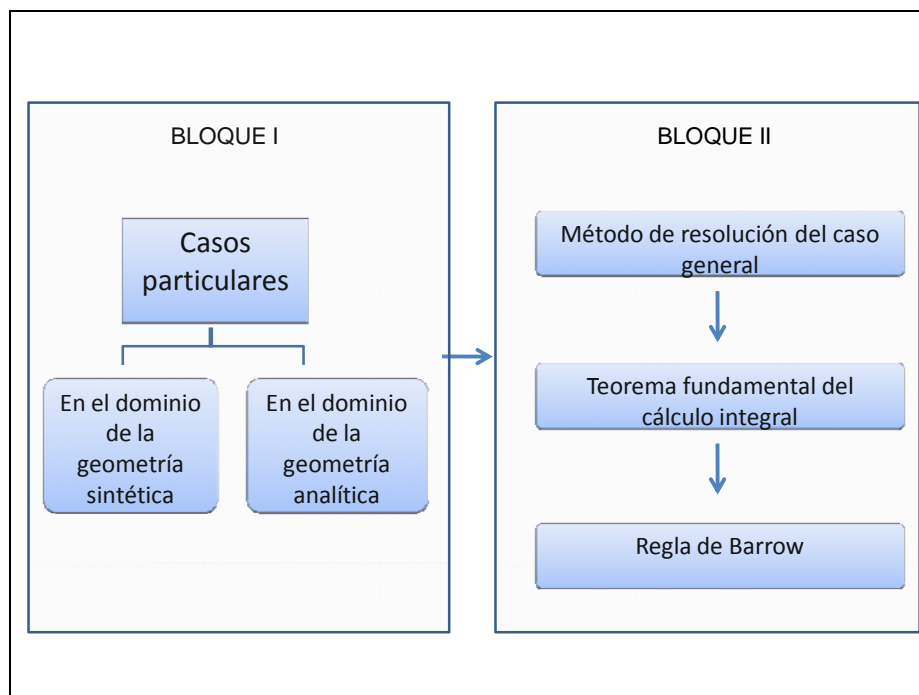 BLOQUE I
Casos
particulares
En el dominio
de la
geometría
sintética
En el dominio
de la
geometría
analítica
BLOQUE II
Método de resolución del caso
general
Teorema fundamental del
cálculo integral
Regla de Barrow